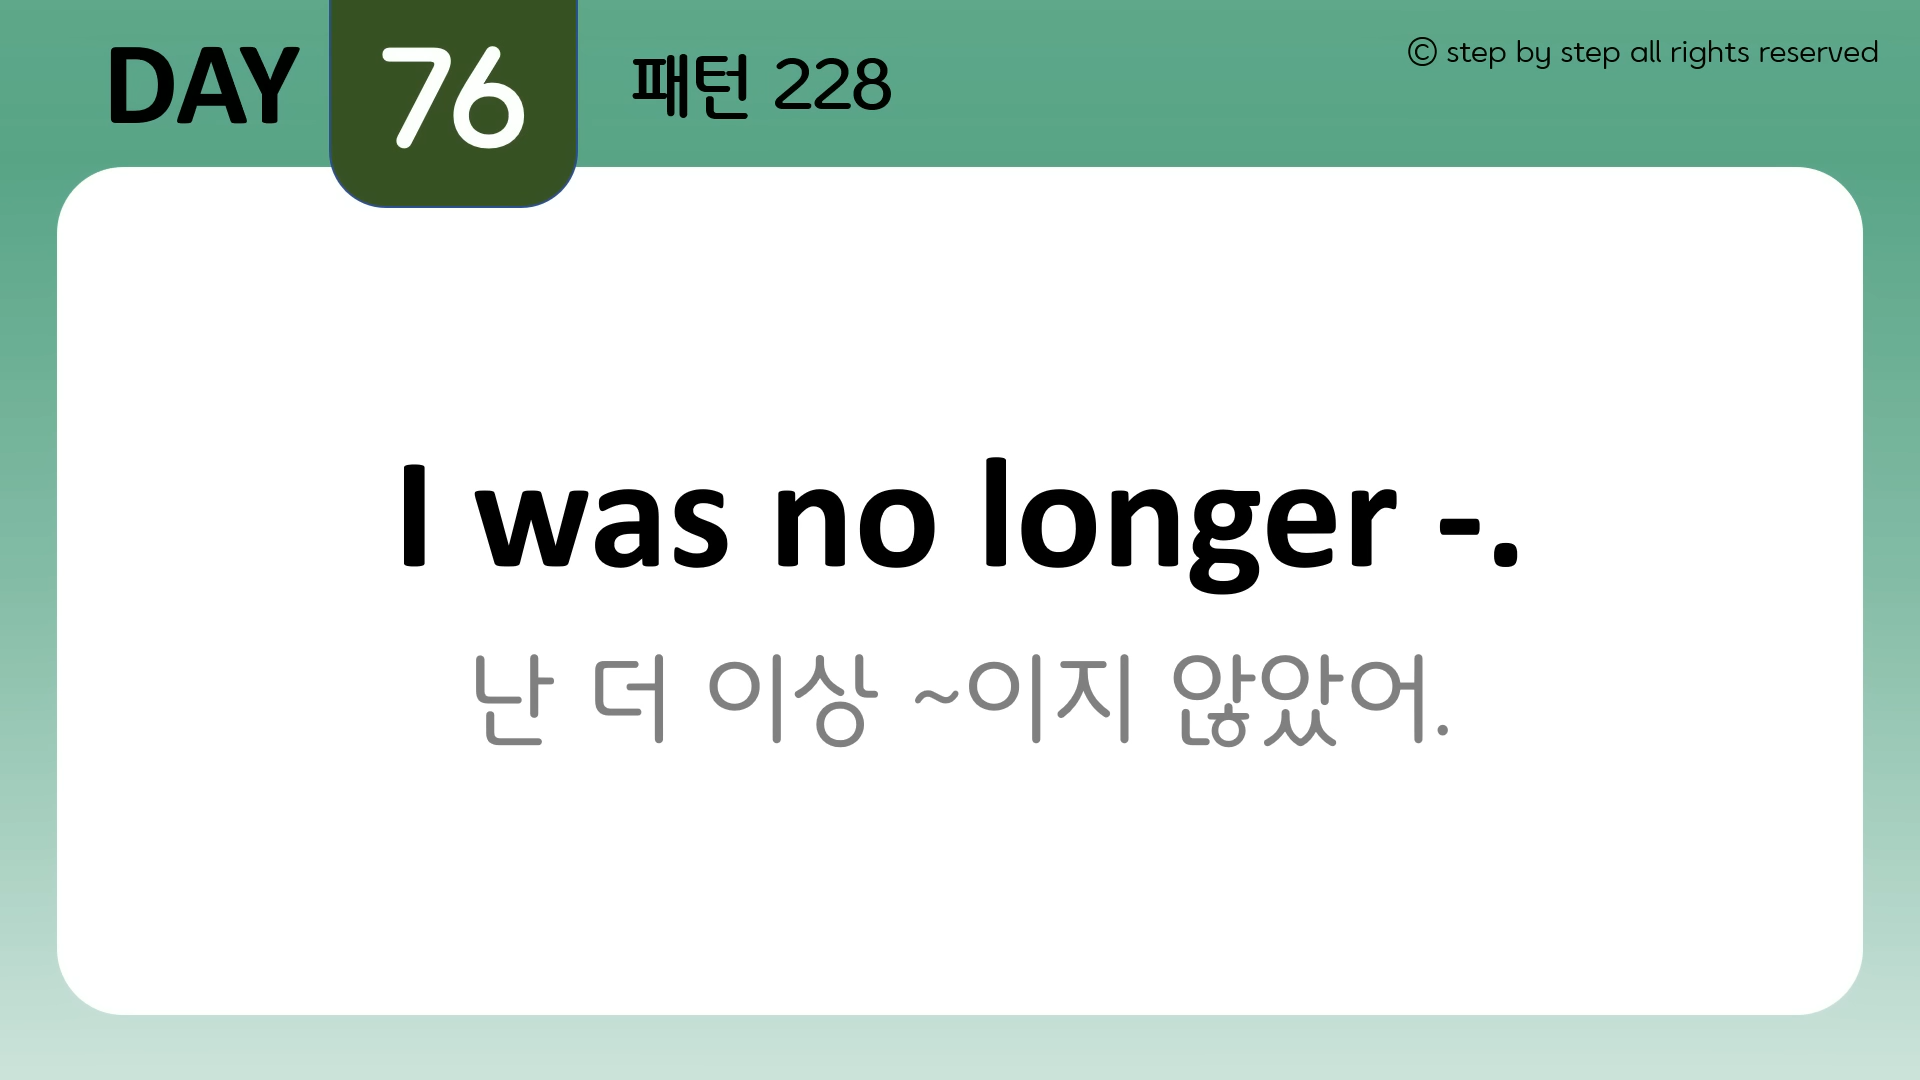 DAY 76 패턴 228
© step by step all rights reserved
I was no longer -.
난 더 이상 ~이지 않았어.